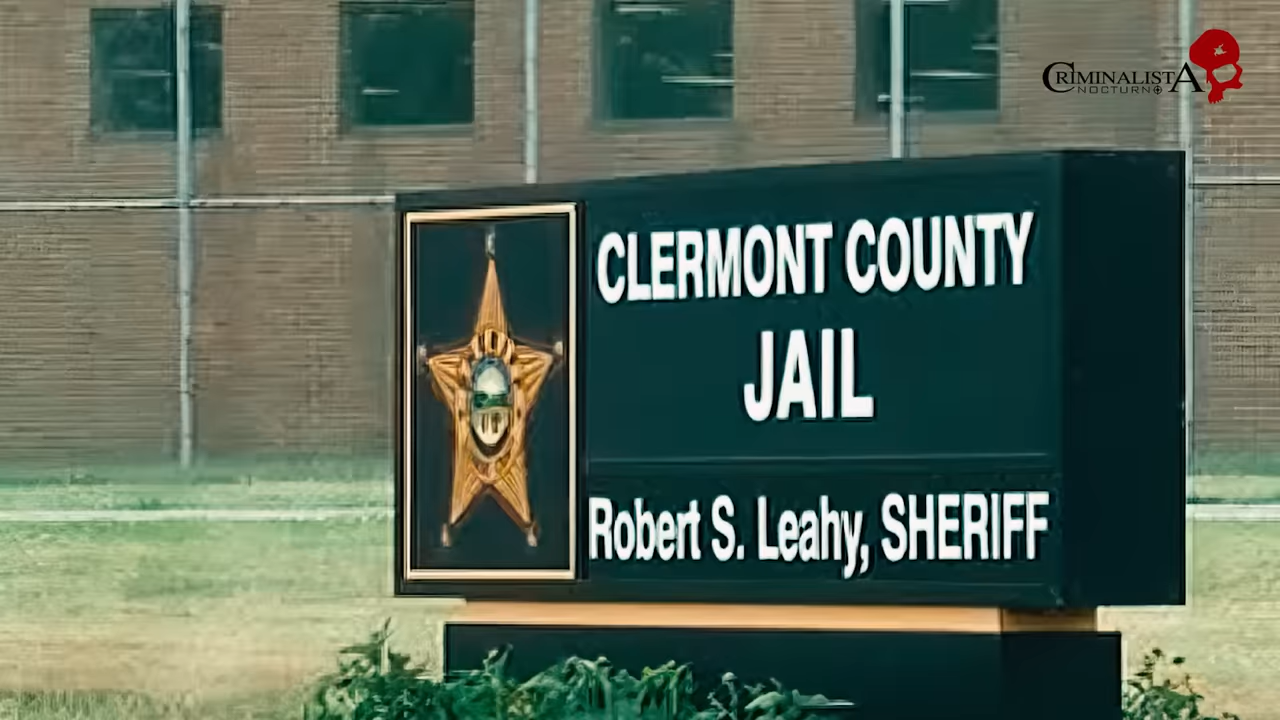 CRIMINALISTA
NOCTURNO
CLERMONT COUNTY
JAIL
Robert S. Leahy, SHERIFF